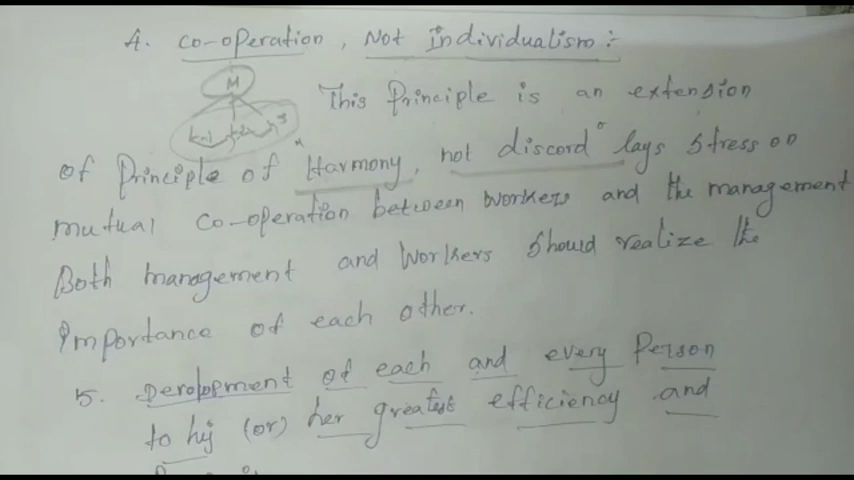 4. Co-operation, Not Individualism :-
M
This Principle is an extension
of Principle of "Harmony, not discord" lays stress on
mutual co-operation between workers and the management
Both management and workers should realize the
Importance of each other.
5. Development of each and every Person
to his (or) her greatest efficiency and